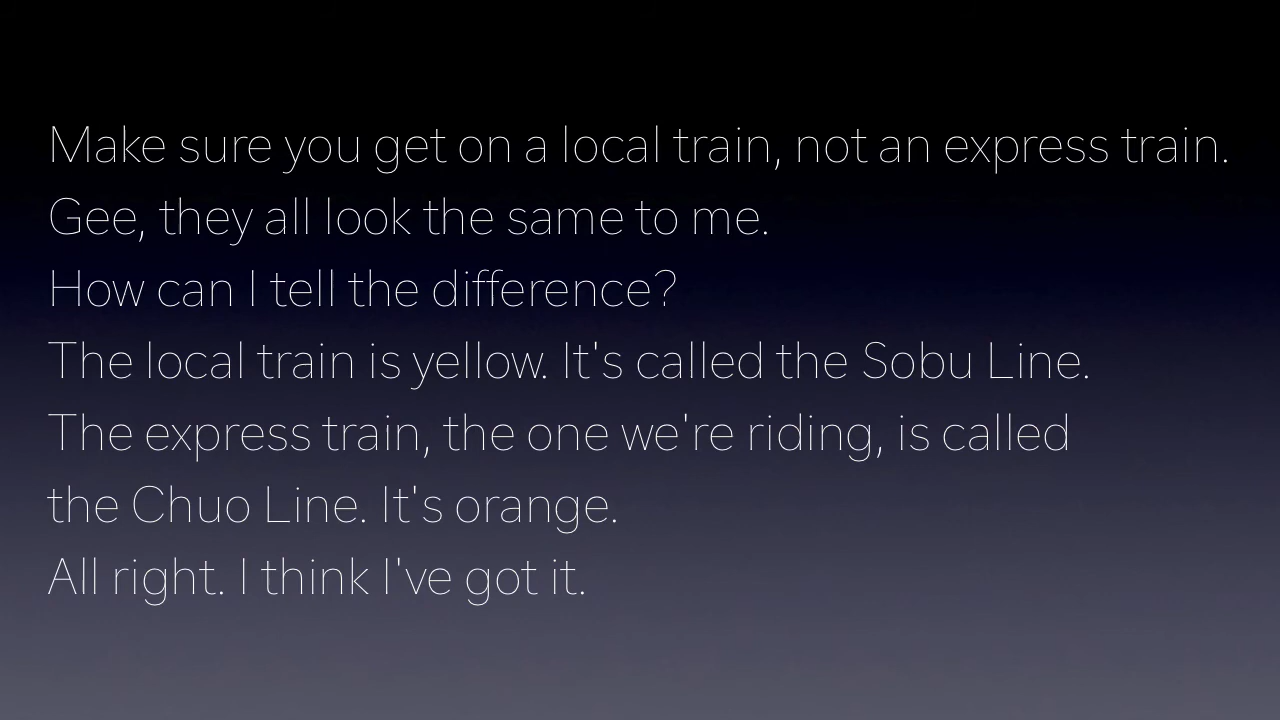 Make sure you get on a local train, not an express train.
Gee, they all look the same to me.
How can I tell the difference?
The local train is yellow. It's called the Sobu Line.
The express train, the one we're riding, is called
the Chuo Line. It's orange.
All right. I think I've got it.